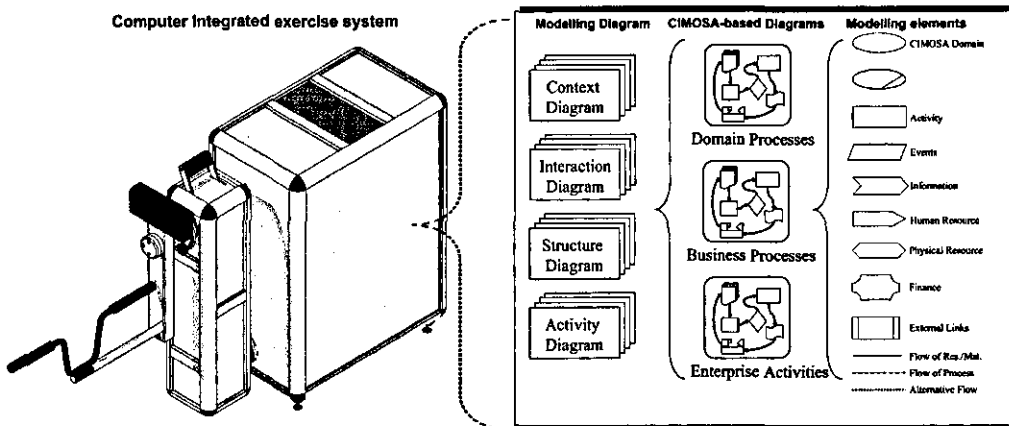 Computer Integrated exercise system
Modelling Diagram
CIMOSA-based Diagrams
Modelling elements
Context
Diagram
Interaction
Diagram
Structure
Diagram
Activity
Diagram
Domain Processes
Business Processes
Enterprise Activities
CIMOSA Domain
Activity
Events
Information
Human Resource
Physical Resource
Finance
External Links
Flow of Res./Mat.
Flow of Process
Alternative Flow